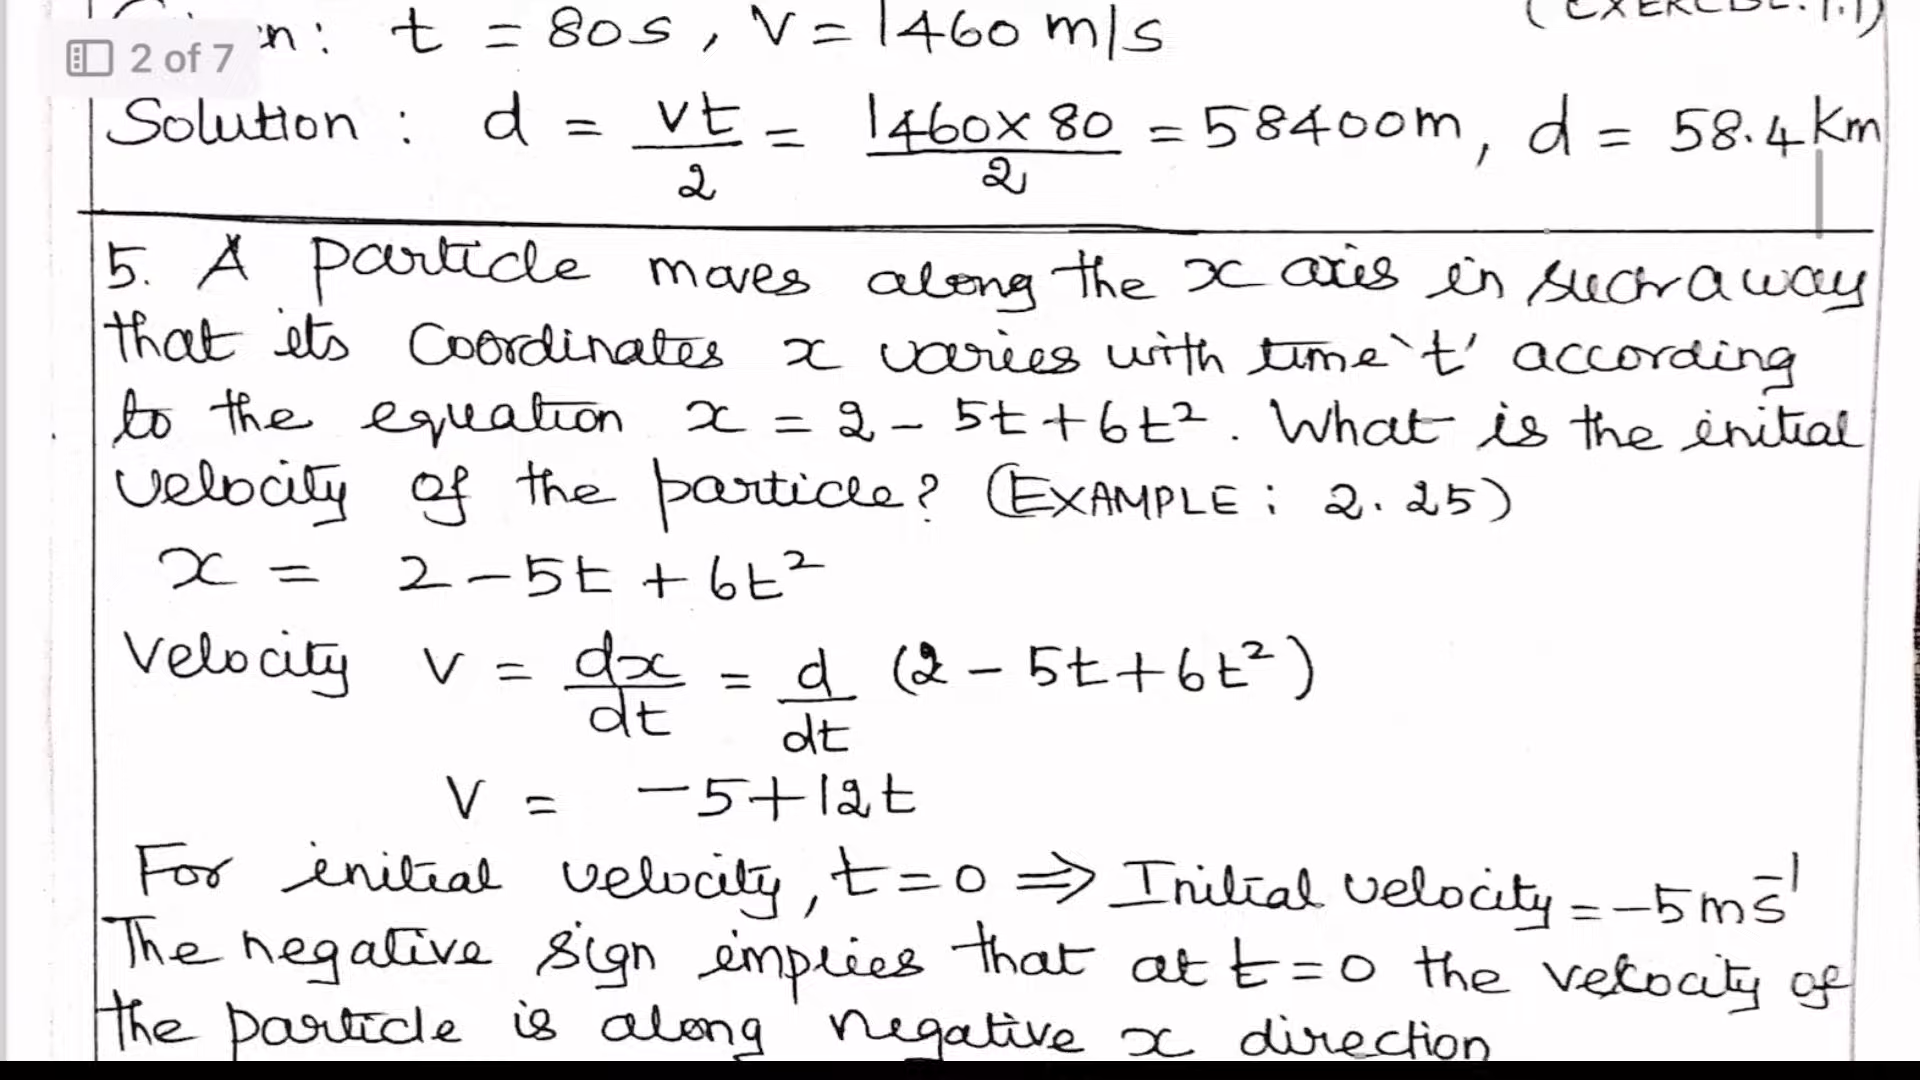 n: t = 80s, V = 1460 m/s (EXERCISE: 1.1)
2 of 7
Solution : d = vt/2 = 1460 x 80/2 = 58400m, d = 58.4 Km
5. A particle moves along the x axis in such a way
that its coordinates x varies with time 't' according
to the equation x = 2 - 5t + 6t². What is the initial
velocity of the particle? (EXAMPLE : 2.25)
x = 2 - 5t + 6t²
Velocity V = dx/dt = d/dt (2 - 5t + 6t²)
V = -5 + 12t
For initial velocity, t = 0 ⇒ Initial velocity = -5 ms⁻¹
The negative sign implies that at t = 0 the velocity of
the particle is along negative x direction